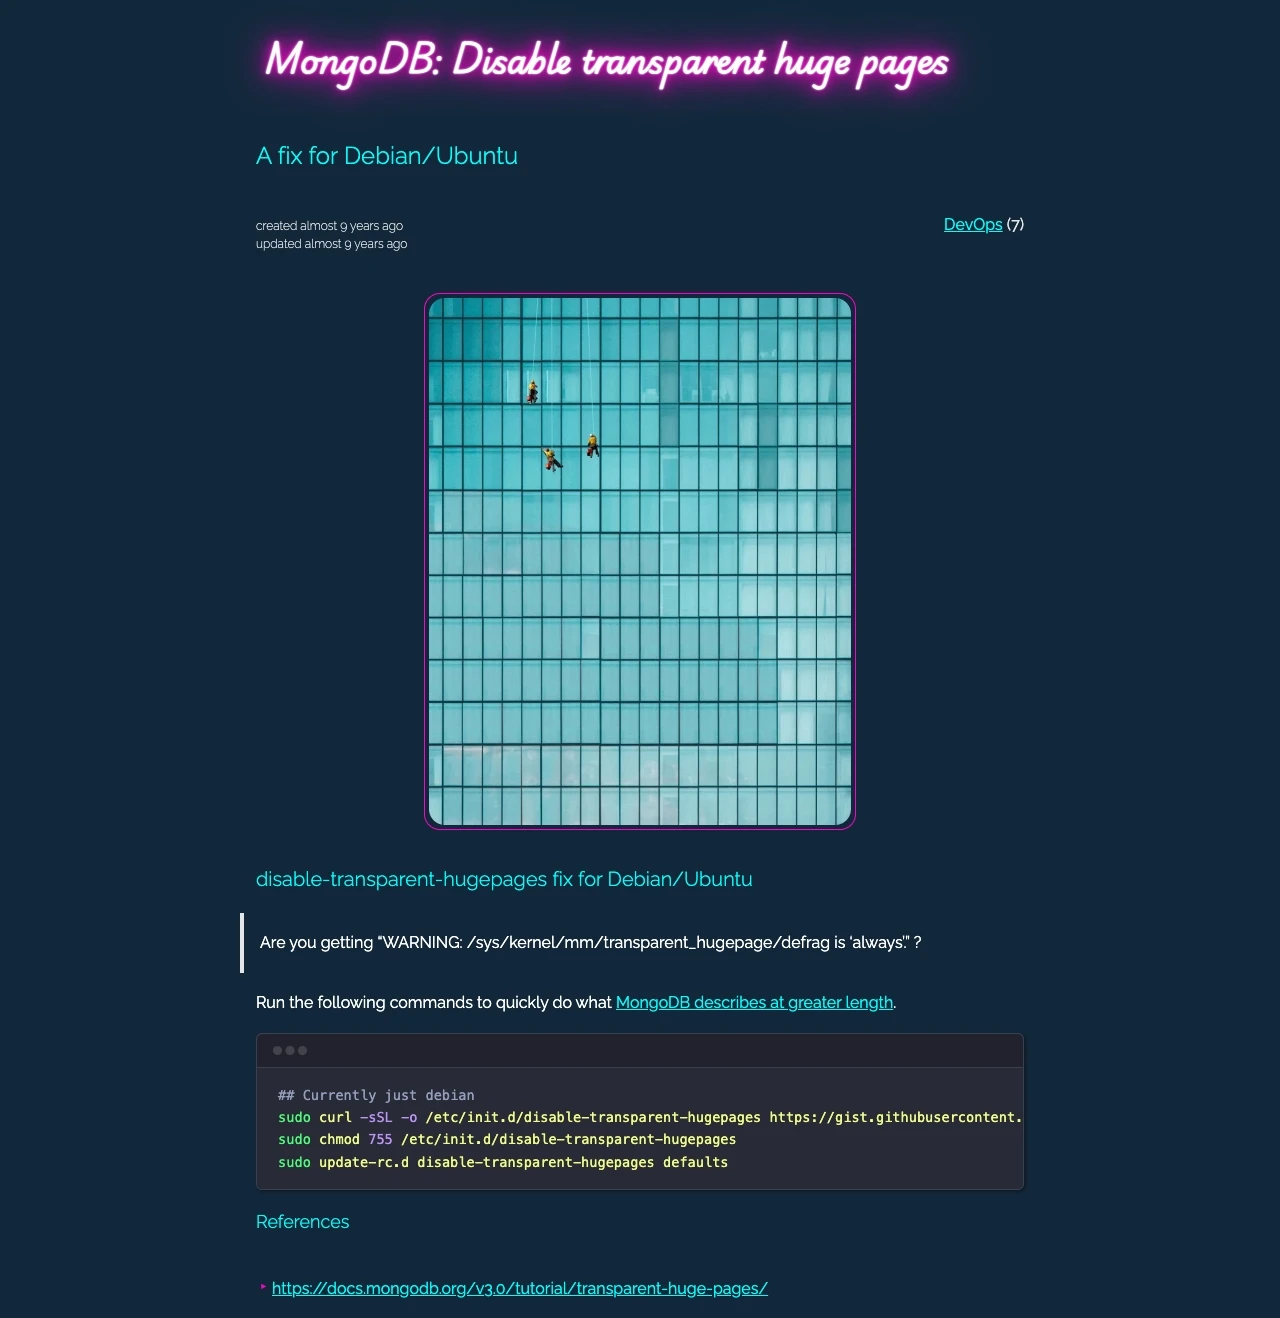 MongoDB: Disable transparent huge pages
A fix for Debian/Ubuntu
created almost 9 years ago
updated almost 9 years ago
DevOps (7)
disable-transparent-hugepages fix for Debian/Ubuntu
Are you getting “WARNING: /sys/kernel/mm/transparent_hugepage/defrag is ‘always’.” ?
Run the following commands to quickly do what MongoDB describes at greater length.
## Currently just debian
sudo curl -sSL -o /etc/init.d/disable-transparent-hugepages https://gist.githubusercontent.
sudo chmod 755 /etc/init.d/disable-transparent-hugepages
sudo update-rc.d disable-transparent-hugepages defaults
References
https://docs.mongodb.org/v3.0/tutorial/transparent-huge-pages/